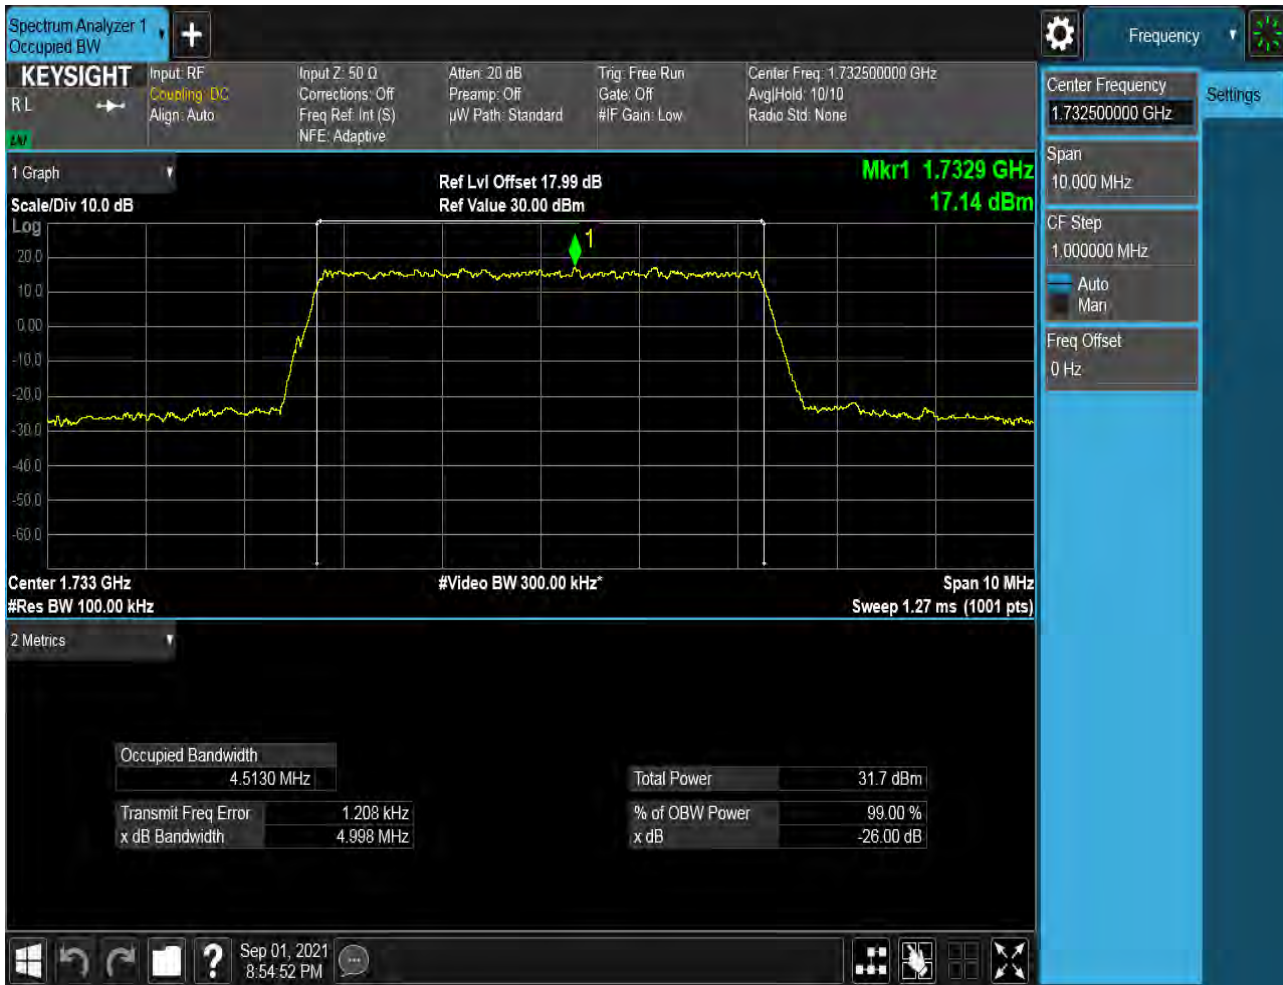 Spectrum Analyzer 1
Occupied BW
Frequency
KEYSIGHT
R L
LXI
Input: RF
Coupling: DC
Align: Auto
Input Z: 50 Ω
Corrections: Off
Freq Ref: Int (S)
NFE: Adaptive
Atten: 20 dB
Preamp: Off
µW Path: Standard
Trig: Free Run
Gate: Off
#IF Gain: Low
Center Freq: 1.732500000 GHz
Avg|Hold: 10/10
Radio Std: None
Center Frequency
1.732500000 GHz
Settings
Span
10.000 MHz
CF Step
1.000000 MHz
Auto
Man
Freq Offset
0 Hz
1 Graph
Scale/Div 10.0 dB
Ref Lvl Offset 17.99 dB
Ref Value 30.00 dBm
Mkr1 1.7329 GHz
17.14 dBm
Log
1
20.0
10.0
0.00
-10.0
-20.0
-30.0
-40.0
-50.0
-60.0
Center 1.733 GHz
#Video BW 300.00 kHz*
Span 10 MHz
#Res BW 100.00 kHz
Sweep 1.27 ms (1001 pts)
2 Metrics
Occupied Bandwidth
4.5130 MHz
Total Power 31.7 dBm
Transmit Freq Error 1.208 kHz
% of OBW Power 99.00 %
x dB Bandwidth 4.998 MHz
x dB -26.00 dB
?
Sep 01, 2021
8:54:52 PM